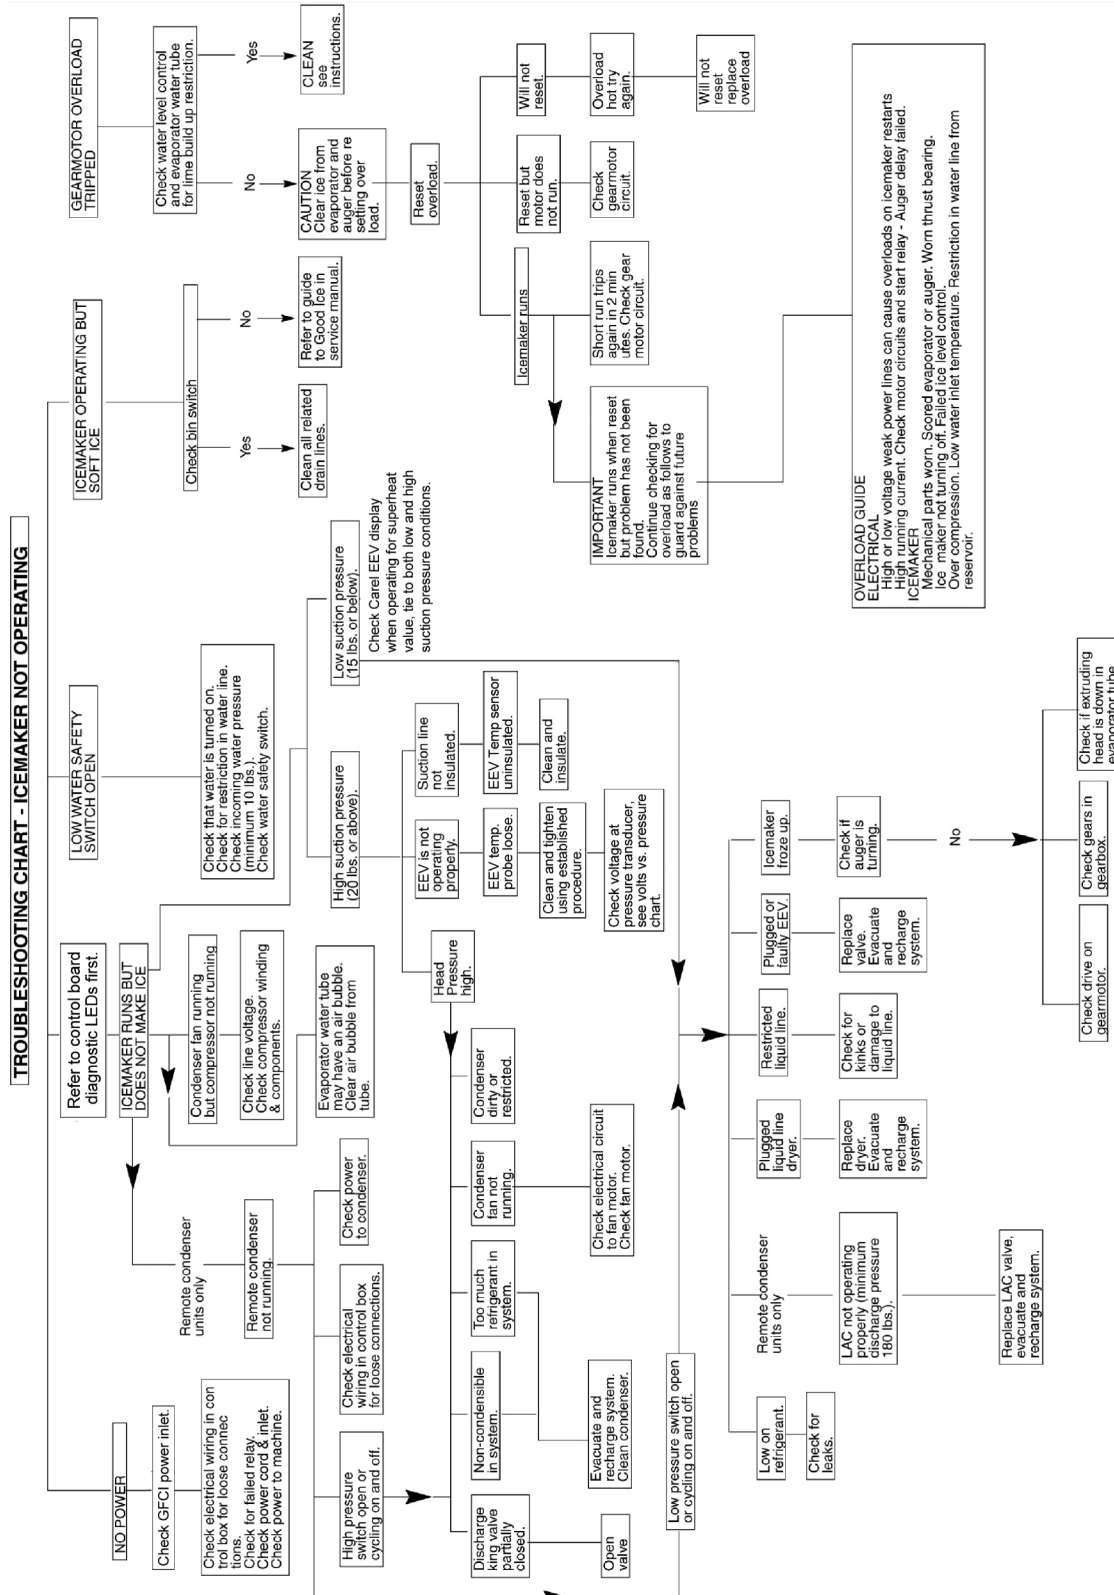 TROUBLESHOOTING CHART - ICEMAKER NOT OPERATING
Refer to control board
diagnostic LEDs first.
NO POWER
Check GFCI power inlet.
Check electrical wiring in con
trol box for loose connec
tions.
Check for failed relay.
Check power cord & inlet.
Check power to machine.
ICEMAKER RUNS BUT
DOES NOT MAKE ICE
Remote condenser
units only
Remote condenser
not running.
Check electrical
wiring in control box
for loose connections.
Check power
to condenser.
Condenser fan running
but compressor not running
Check line voltage.
Check compressor winding
& components.
Evaporator water tube
may have an air bubble.
Clear air bubble from
tube.
LOW WATER SAFETY
SWITCH OPEN
Check that water is turned on.
Check for restriction in water line.
Check incoming water pressure
(minimum 10 lbs.).
Check water safety switch.
ICEMAKER OPERATING BUT
SOFT ICE
Check bin switch
Yes
No
Clean all related
drain lines.
Refer to guide
to Good Ice in
service manual.
GEARMOTOR OVERLOAD
TRIPPED
Check water level control
and evaporator water tube
for lime build up restriction.
No
Yes
CAUTION
Clear ice from
evaporator and
auger before re
setting over
load.
CLEAN
see
instructions.
Reset
overload.
Icemaker runs
Reset but
motor does
not run.
Will not
reset.
Short run trips
again in 2 min
utes. Check gear
motor circuit.
Check
gearmotor
circuit.
Overload
hot try
again.
Will not
reset
replace
overload
IMPORTANT
Icemaker runs when reset
but problem has not been
found.
Continue checking for
overload as follows to
guard against future
problems
OVERLOAD GUIDE
ELECTRICAL
High or low voltage weak power lines can cause overloads on icemaker restarts
High running current. Check motor circuits and start relay - Auger delay failed.
ICEMAKER
Mechanical parts worn. Scored evaporator or auger. Worn thrust bearing.
Ice maker not turning off. Failed ice level control.
Over compression. Low water inlet temperature. Restriction in water line from
reservoir.
High pressure
switch open or
cycling on and off.
High suction pressure
(20 lbs. or above).
Low suction pressure
(15 lbs. or below).
Check Carel EEV display
when operating for superheat
value, tie to both low and high
suction pressure conditions.
Head
Pressure
high.
EEV is not
operating
properly.
Suction line
not
insulated.
EEV temp.
probe loose.
EEV Temp sensor
uninsulated.
Clean and tighten
using established
procedure.
Clean and
insulate.
Check voltage at
pressure transducer,
see volts vs. pressure
chart.
Discharge
king valve
partially
closed.
Non-condensible
in system.
Too much
refrigerant in
system.
Condenser
fan not
running.
Condenser
dirty or
restricted.
Open
valve
Evacuate and
recharge system.
Clean condenser.
Check electrical circuit
to fan motor.
Check fan motor.
Low pressure switch open
or cycling on and off.
Low on
refrigerant.
Remote condenser
units only
Plugged
liquid line
dryer.
Restricted
liquid line.
Plugged or
faulty EEV.
Icemaker
froze up.
Check for
leaks.
LAC not operating
properly (minimum
discharge pressure
180 lbs.).
Replace
dryer.
Evacuate
and
recharge
system.
Check for
kinks or
damage to
liquid line.
Replace
valve.
Evacuate
and
recharge
system.
Check if
auger is
turning.
No
Replace LAC valve,
evacuate and
recharge system.
Check drive on
gearmotor.
Check gears in
gearbox.
Check if extruding
head is down in
evaporator tube